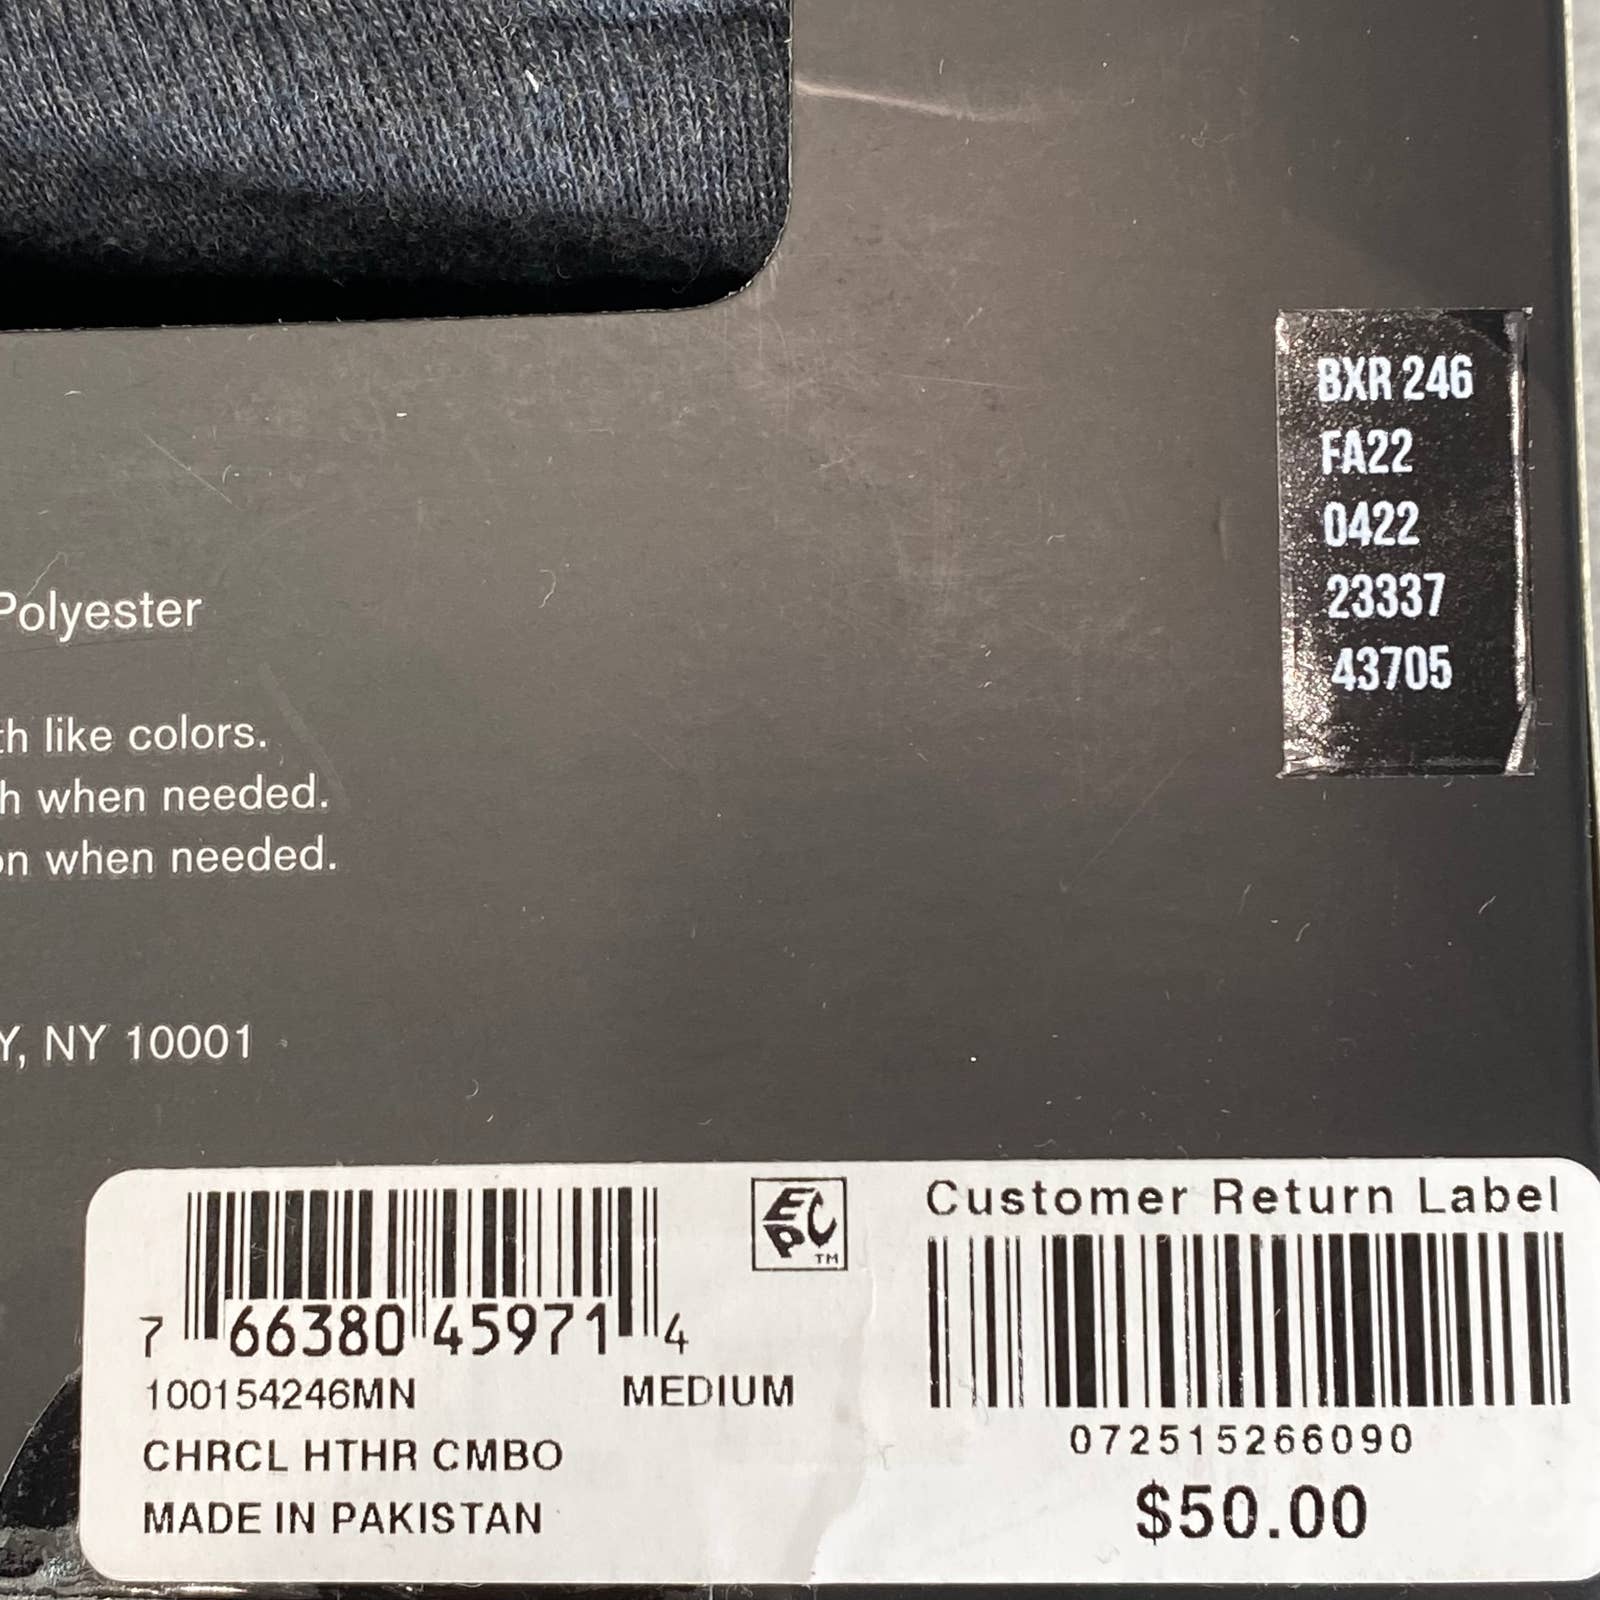 BXR 246
FA22
0422
23337
43705
Polyester
th like colors.
h when needed.
on when needed.
Y, NY 10001
EPC TM
Customer Return Label
7 66380 45971 4
100154246MN MEDIUM
CHRCL HTHR CMBO
MADE IN PAKISTAN
072515266090
$50.00